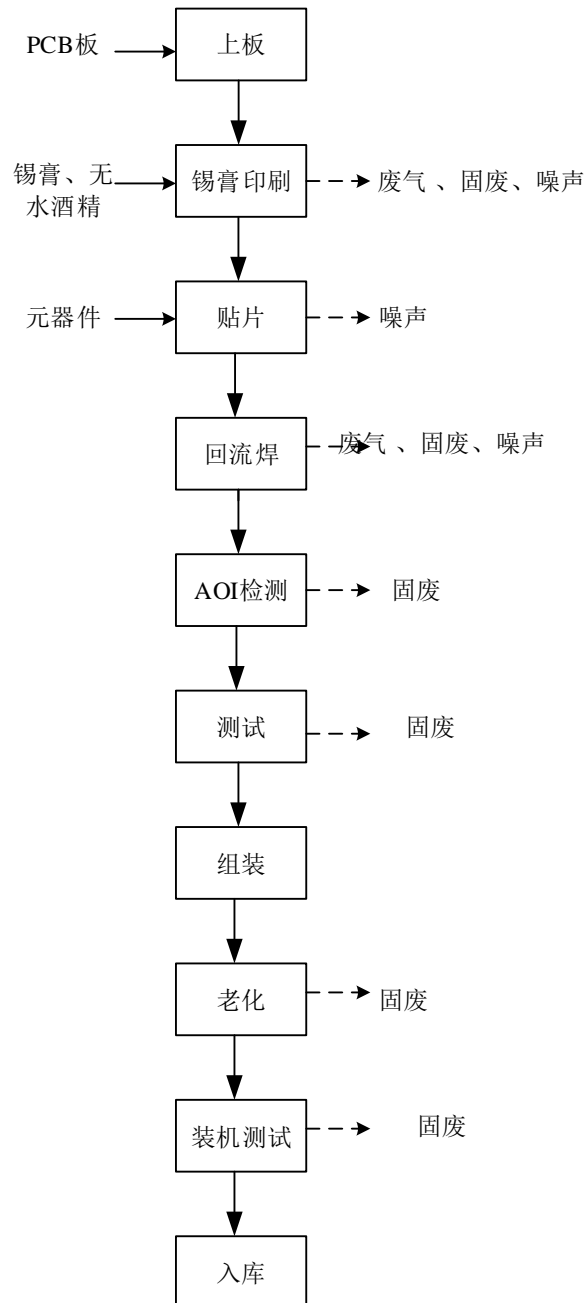 PCB板
上板
锡膏、无
水酒精
锡膏印刷
废气 、固废、噪声
元器件
贴片
噪声
回流焊
废气 、固废、噪声
AOI检测
固废
测试
固废
组装
老化
固废
装机测试
固废
入库